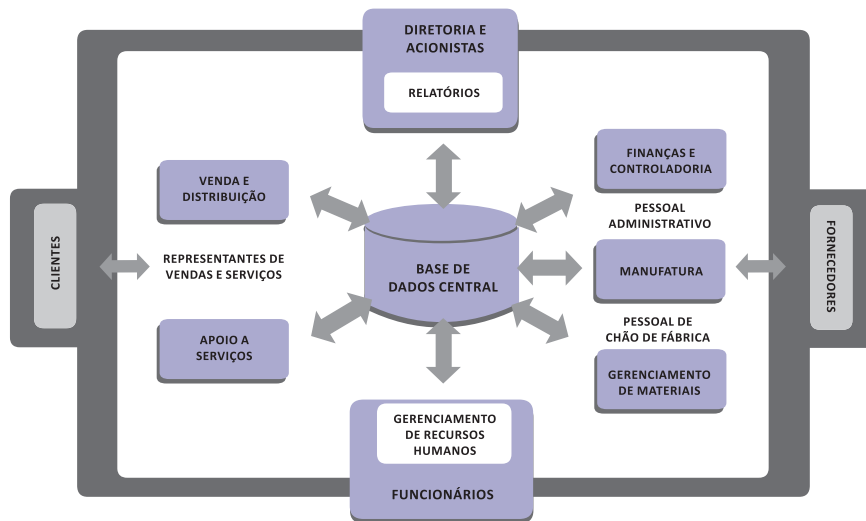 DIRETORIA E
ACIONISTAS
RELATÓRIOS
VENDA E
DISTRIBUIÇÃO
FINANÇAS E
CONTROLADORIA
PESSOAL
ADMINISTRATIVO
CLIENTES
REPRESENTANTES DE
VENDAS E SERVIÇOS
BASE DE
DADOS CENTRAL
MANUFATURA
FORNECEDORES
APOIO A
SERVIÇOS
PESSOAL DE
CHÃO DE FÁBRICA
GERENCIAMENTO
DE MATERIAIS
GERENCIAMENTO
DE RECURSOS
HUMANOS
FUNCIONÁRIOS